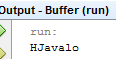 Output - Buffer (run)
run:
HJavalo